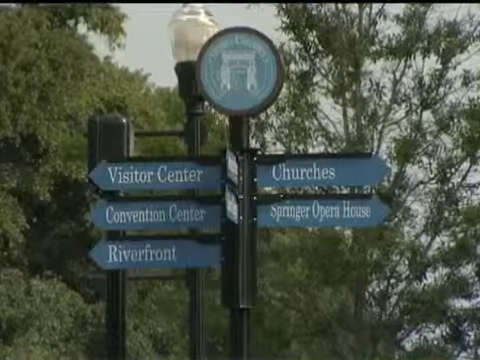 Visitor Center
Convention Center
Riverfront
Churches
Springer Opera House